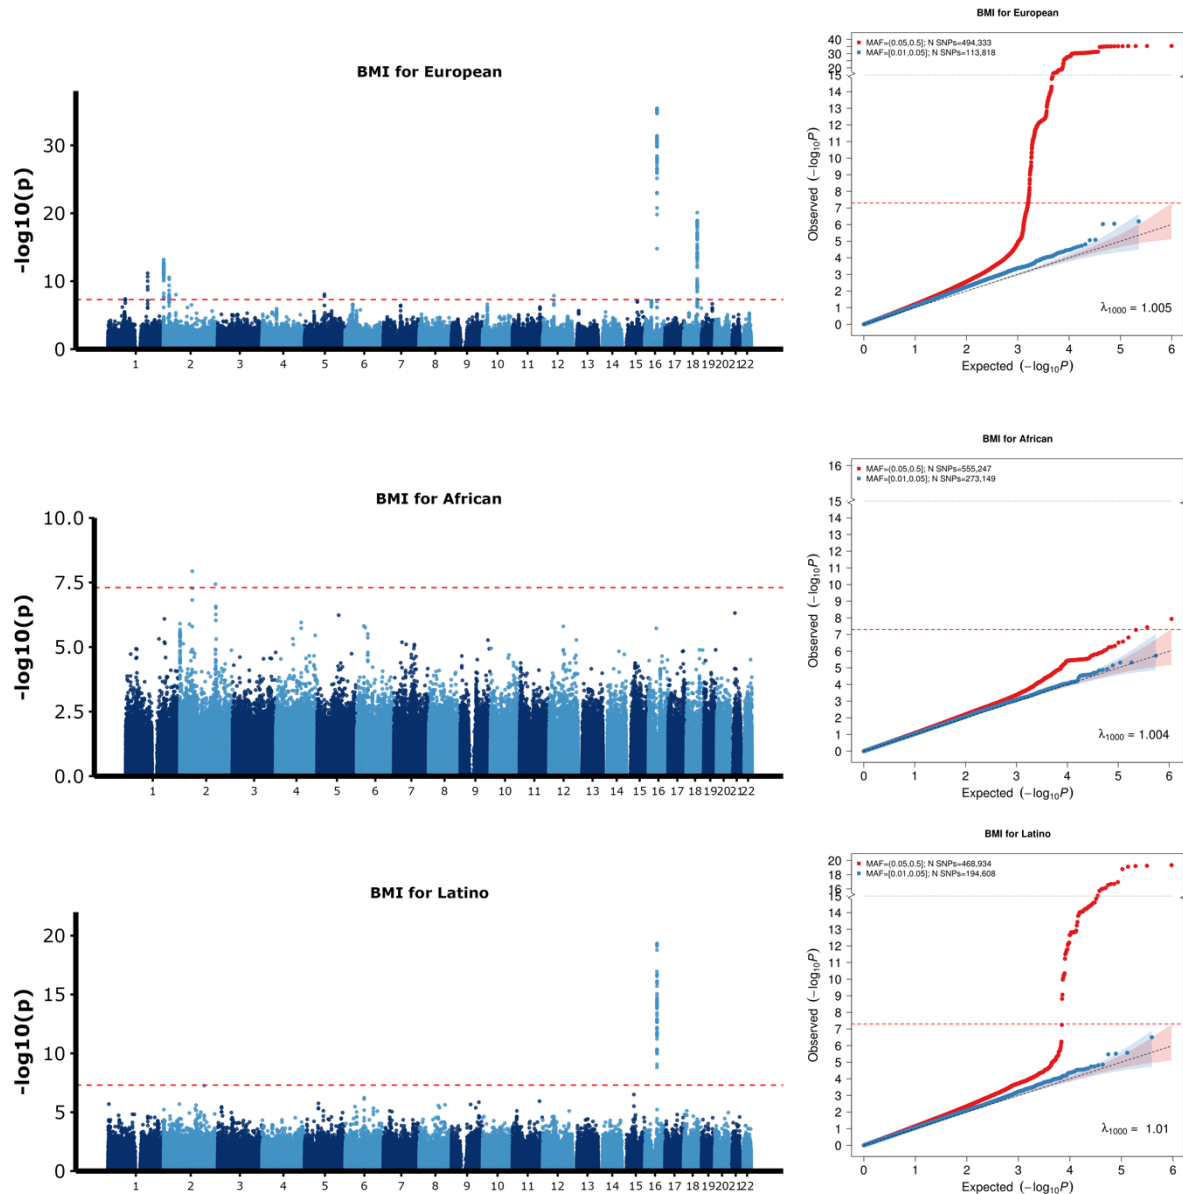 BMI for European
-log10(p)
30
20
10
0
1 2 3 4 5 6 7 8 9 10 11 12 13 14 15 16 17 18 19 20 21 22
BMI for European
MAF=(0.05,0.5]; N SNPs=494,333
MAF=[0.01,0.05]; N SNPs=113,818
40
30
20
15
14
13
12
11
10
9
8
7
6
5
4
3
2
1
0
Observed (−log10P)
λ1000 = 1.005
0 1 2 3 4 5 6
Expected (−log10P)
BMI for African
-log10(p)
10.0
7.5
5.0
2.5
0.0
1 2 3 4 5 6 7 8 9 10 11 12 13 14 15 16 17 18 19 20 21 22
BMI for African
MAF=(0.05,0.5]; N SNPs=555,247
MAF=[0.01,0.05]; N SNPs=273,149
16
15
14
13
12
11
10
9
8
7
6
5
4
3
2
1
0
Observed (−log10P)
λ1000 = 1.004
0 1 2 3 4 5 6
Expected (−log10P)
BMI for Latino
-log10(p)
20
15
10
5
0
1 2 3 4 5 6 7 8 9 10 11 12 13 14 15 16 17 18 19 20 21 22
BMI for Latino
MAF=(0.05,0.5]; N SNPs=468,934
MAF=[0.01,0.05]; N SNPs=194,608
20
19
18
16
15
14
13
12
11
10
9
8
7
6
5
4
3
2
1
0
Observed (−log10P)
λ1000 = 1.01
0 1 2 3 4 5 6
Expected (−log10P)